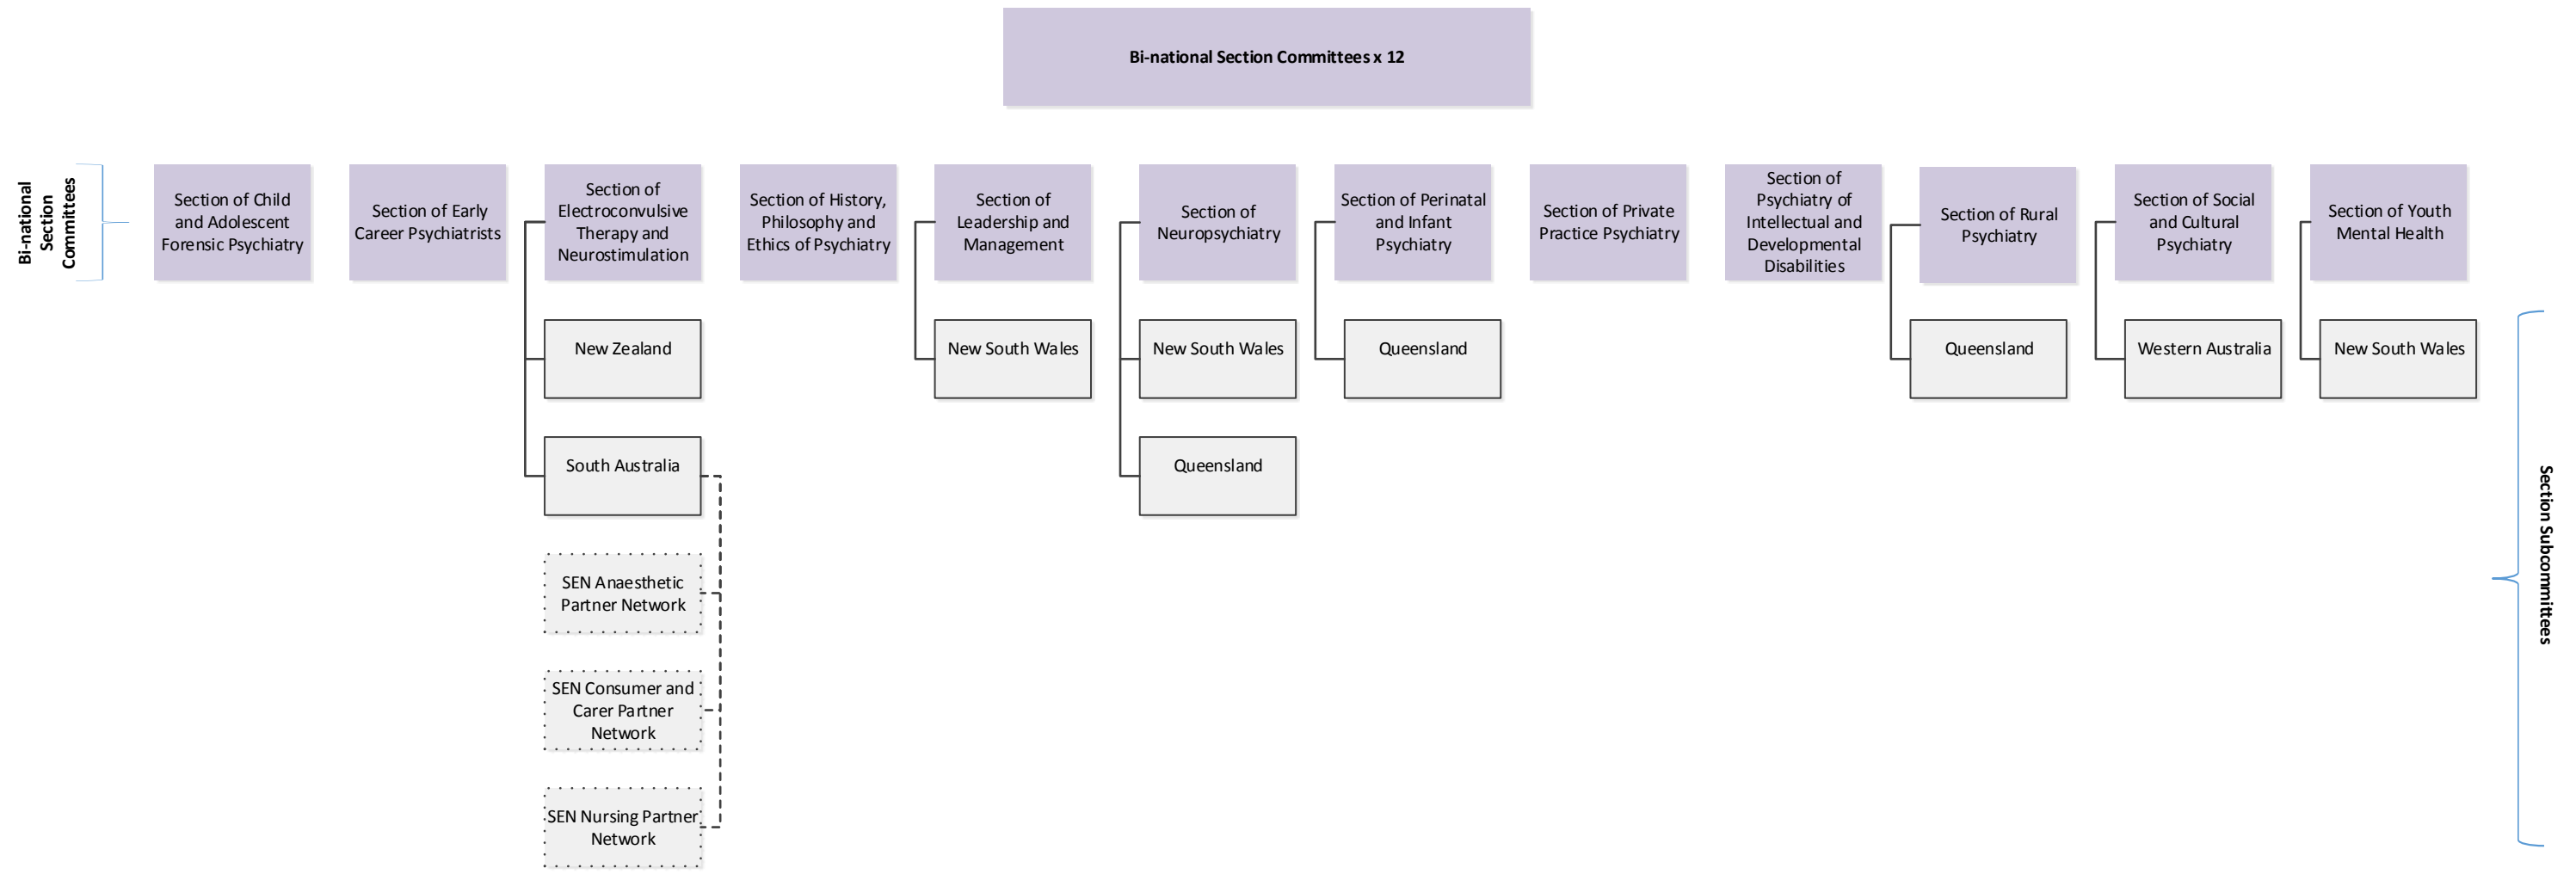 Bi-national Section Committees x 12
Bi-national
Section
Committees
Section of Child
and Adolescent
Forensic Psychiatry
Section of Early
Career Psychiatrists
Section of
Electroconvulsive
Therapy and
Neurostimulation
Section of History,
Philosophy and
Ethics of Psychiatry
Section of
Leadership and
Management
Section of
Neuropsychiatry
Section of Perinatal
and Infant
Psychiatry
Section of Private
Practice Psychiatry
Section of
Psychiatry of
Intellectual and
Developmental
Disabilities
Section of Rural
Psychiatry
Section of Social
and Cultural
Psychiatry
Section of Youth
Mental Health
New Zealand
New South Wales
New South Wales
Queensland
Queensland
Western Australia
New South Wales
South Australia
Queensland
SEN Anaesthetic
Partner Network
SEN Consumer and
Carer Partner
Network
SEN Nursing Partner
Network
Section Subcommittees